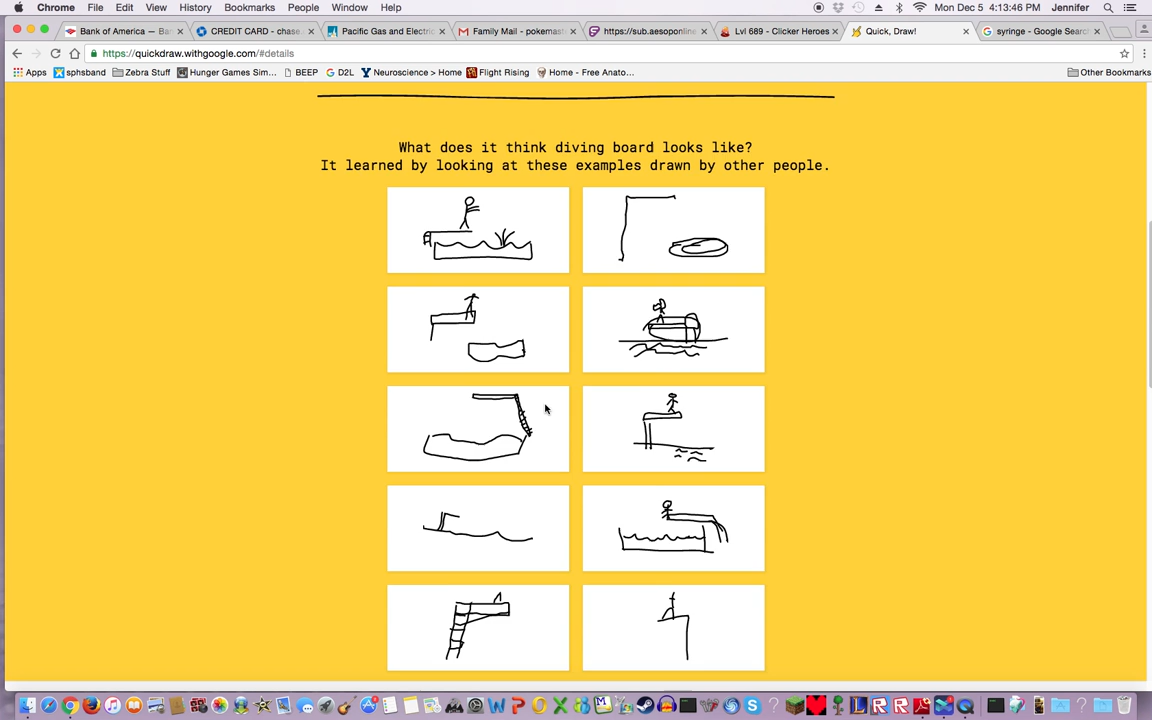 Chrome File Edit View History Bookmarks People Window Help Mon Dec 5 4:13:46 PM Jennifer
Bank of America — Ba CREDIT CARD - chase. Pacific Gas and Electric Family Mail - pokemast https://sub.aesoponline Lvl 689 - Clicker Heroes Quick, Draw! syringe - Google Searc
https://quickdraw.withgoogle.com/#details
Apps sphsband Zebra Stuff Hunger Games Sim... BEEP D2L Neuroscience > Home Flight Rising Home - Free Anato... Other Bookmarks
What does it think diving board looks like?
It learned by looking at these examples drawn by other people.